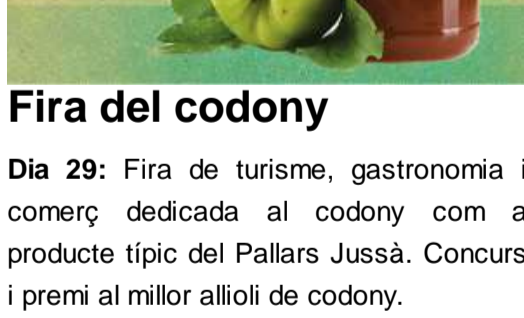 Fira del codony
Dia 29: Fira de turisme, gastronomia i
comerç dedicada al codony com a
producte típic del Pallars Jussà. Concurs
i premi al millor allioli de codony.